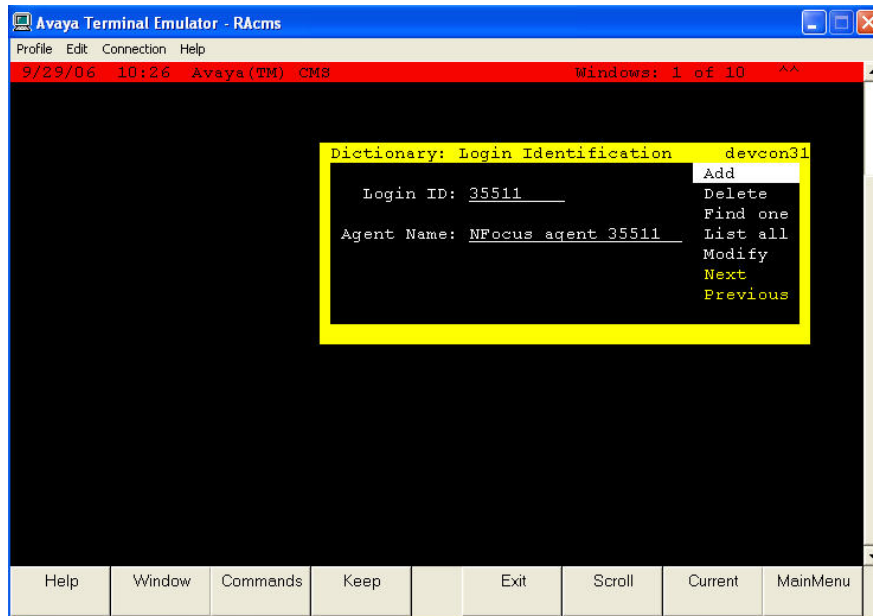 Avaya Terminal Emulator - RAcms
Profile Edit Connection Help
9/29/06 10:26 Avaya(TM) CMS Windows: 1 of 10 ^^
Dictionary: Login Identification devcon31
Add
Login ID: 35511 Delete
Find one
Agent Name: NFocus agent 35511 List all
Modify
Next
Previous
Help Window Commands Keep Exit Scroll Current MainMenu